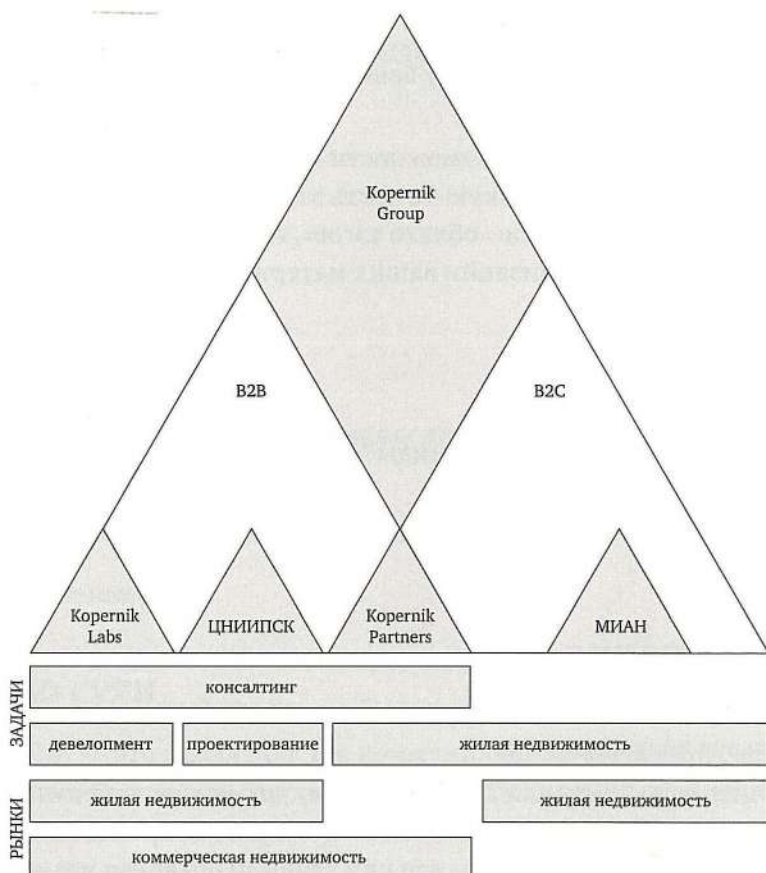 Kopernik
Group
B2B
B2C
Kopernik
Labs
ЦНИИПСК
Kopernik
Partners
МИАН
ЗАДАЧИ
консалтинг
девелопмент
проектирование
жилая недвижимость
РЫНКИ
жилая недвижимость
жилая недвижимость
коммерческая недвижимость